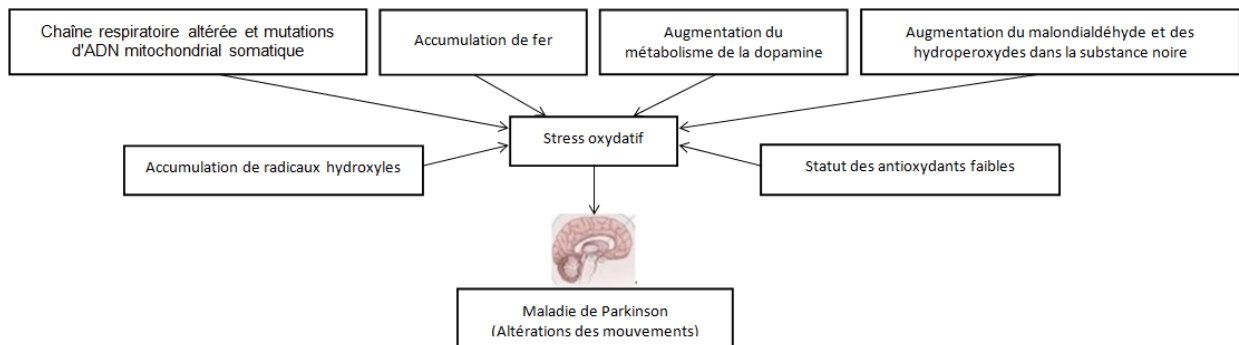 Chaîne respiratoire altérée et mutations
d'ADN mitochondrial somatique
Accumulation de fer
Augmentation du
métabolisme de la dopamine
Augmentation du malondialdéhyde et des
hydroperoxydes dans la substance noire
Stress oxydatif
Accumulation de radicaux hydroxyles
Statut des antioxydants faibles
Maladie de Parkinson
(Altérations des mouvements)